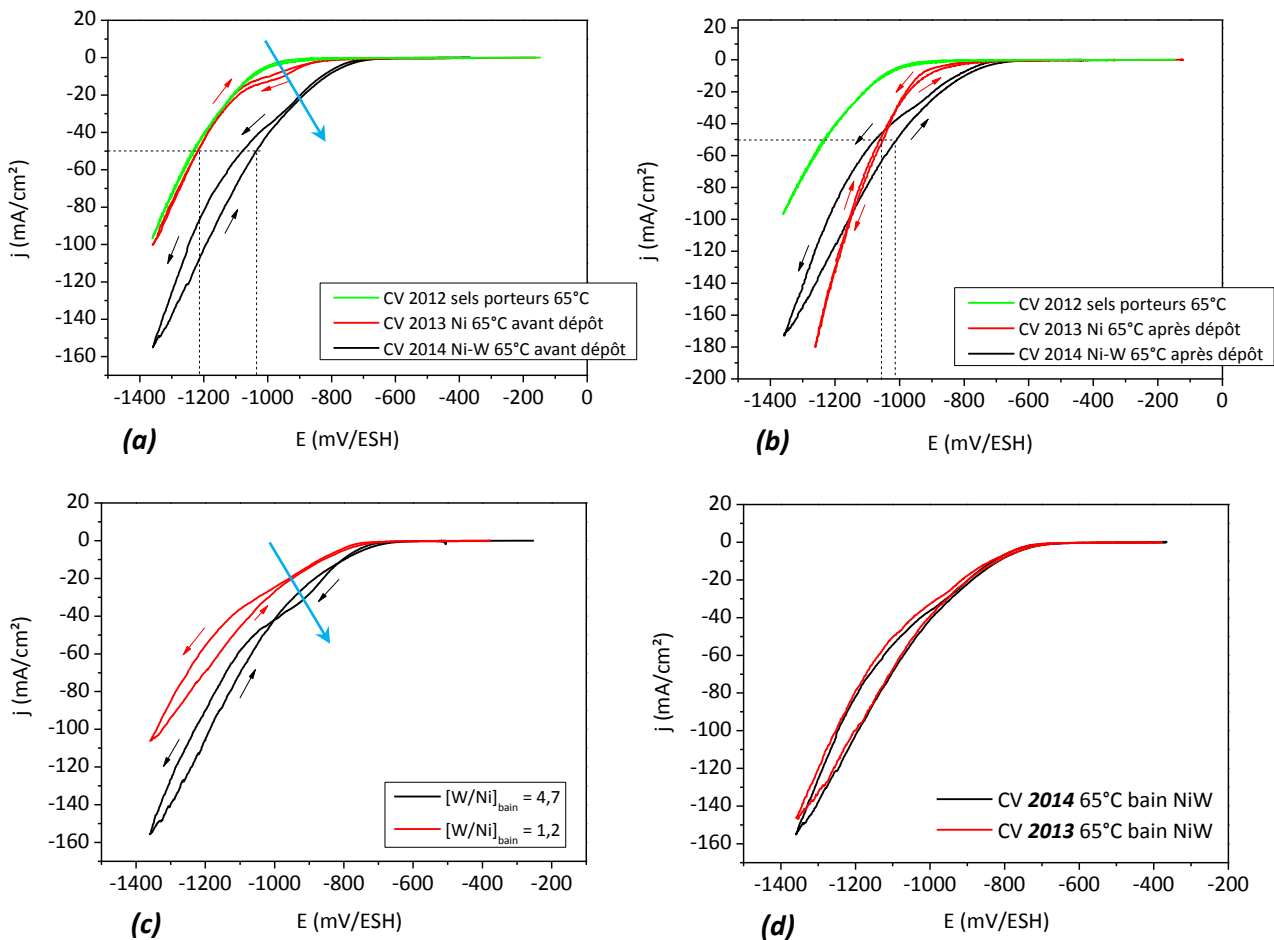 20
0
-20
-40
-60
-80
-100
-120
-140
-160
j (mA/cm²)
-1400 -1200 -1000 -800 -600 -400 -200 0
E (mV/ESH)
CV 2012 sels porteurs 65°C
CV 2013 Ni 65°C avant dépôt
CV 2014 Ni-W 65°C avant dépôt
(a)
20
0
-20
-40
-60
-80
-100
-120
-140
-160
-180
-200
j (mA/cm²)
-1400 -1200 -1000 -800 -600 -400 -200 0
E (mV/ESH)
CV 2012 sels porteurs 65°C
CV 2013 Ni 65°C après dépôt
CV 2014 Ni-W 65°C après dépôt
(b)
20
0
-20
-40
-60
-80
-100
-120
-140
-160
j (mA/cm²)
-1400 -1200 -1000 -800 -600 -400 -200
E (mV/ESH)
[W/Ni]bain = 4,7
[W/Ni]bain = 1,2
(c)
20
0
-20
-40
-60
-80
-100
-120
-140
-160
j (mA/cm²)
-1400 -1200 -1000 -800 -600 -400 -200
E (mV/ESH)
CV 2014 65°C bain NiW
CV 2013 65°C bain NiW
(d)